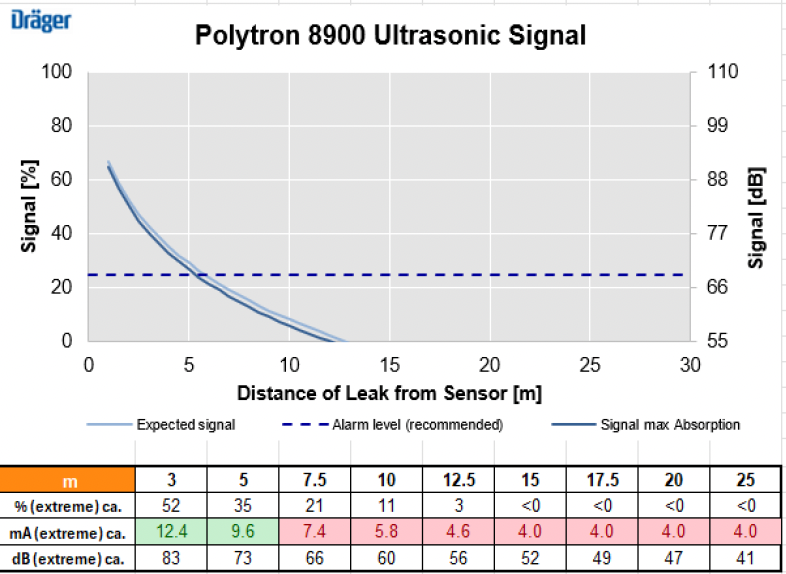 Dräger
Polytron 8900 Ultrasonic Signal
100 110
80 99
60 88
40 77
20 66
0 55
Signal [%]
Signal [dB]
0 5 10 15 20 25 30
Distance of Leak from Sensor [m]
Expected signal Alarm level (recommended) Signal max Absorption
m 3 5 7.5 10 12.5 15 17.5 20 25
% (extreme) ca. 52 35 21 11 3 <0 <0 <0 <0
mA (extreme) ca. 12.4 9.6 7.4 5.8 4.6 4.0 4.0 4.0 4.0
dB (extreme) ca. 83 73 66 60 56 52 49 47 41